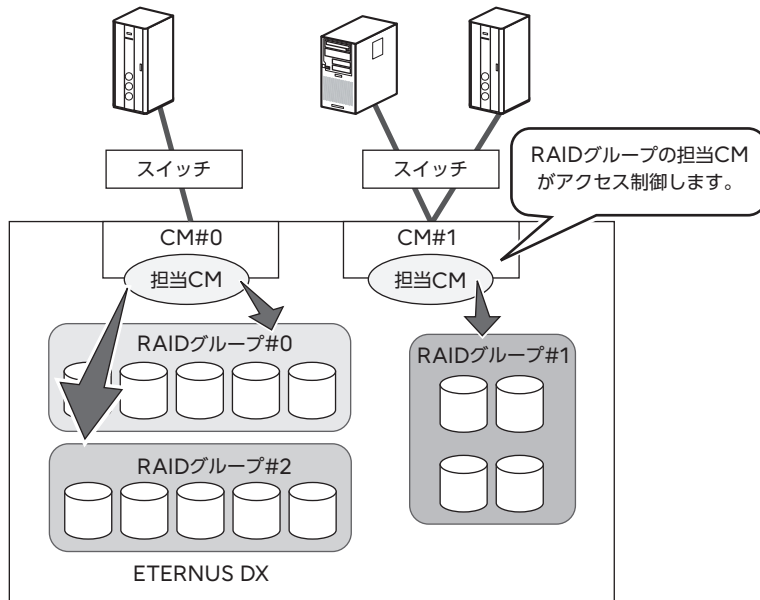 スイッチ
スイッチ
RAIDグループの担当CM
がアクセス制御します。
CM#0
CM#1
担当CM
担当CM
RAIDグループ#0
RAIDグループ#1
RAIDグループ#2
ETERNUS DX